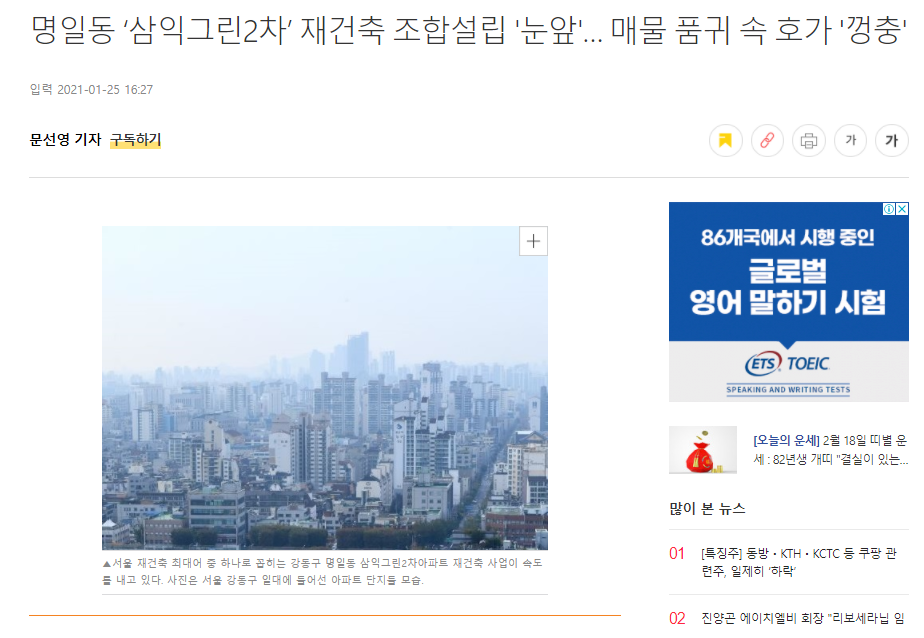 명일동 ‘삼익그린2차’ 재건축 조합설립 '눈앞'... 매물 품귀 속 호가 '껑충'
입력 2021-01-25 16:27
문선영 기자 구독하기
가 가
86개국에서 시행 중인
글로벌
영어 말하기 시험
ETS TOEIC
SPEAKING AND WRITING TESTS
▲서울 재건축 최대어 중 하나로 꼽히는 강동구 명일동 삼익그린2차아파트 재건축 사업이 속도
를 내고 있다. 사진은 서울 강동구 일대에 들어선 아파트 단지들 모습.
[오늘의 운세] 2월 18일 띠별 운
세 : 82년생 개띠 "결실이 있는...
많이 본 뉴스
01 [특징주] 동방・KTH・KCTC 등 쿠팡 관
련주, 일제히 ‘하락’
02 진양곤 에이치엘비 회장 "리보세라닙 임